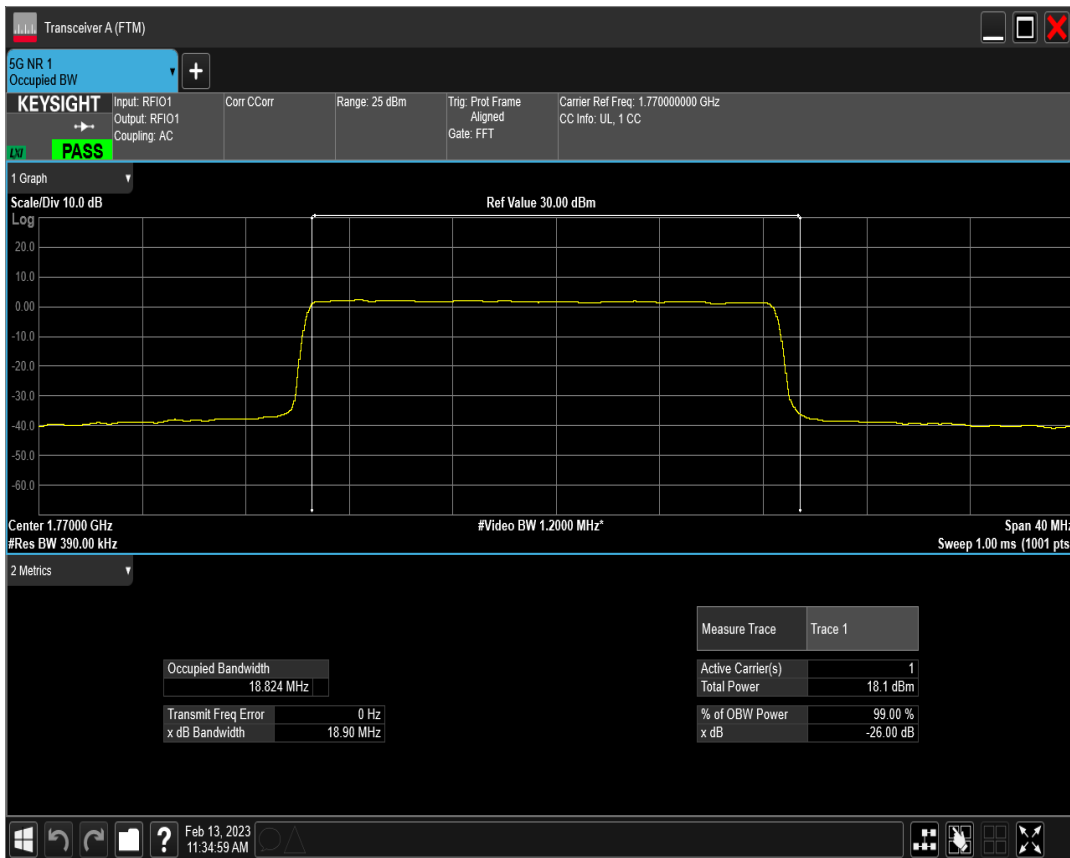 Transceiver A (FTM)
5G NR 1
Occupied BW
+
KEYSIGHT
LXI
PASS
Input: RFIO1
Output: RFIO1
Coupling: AC
Corr CCorr
Range: 25 dBm
Trig: Prot Frame
Aligned
Gate: FFT
Carrier Ref Freq: 1.770000000 GHz
CC Info: UL, 1 CC
1 Graph
Scale/Div 10.0 dB
Ref Value 30.00 dBm
Log
20.0
10.0
0.00
-10.0
-20.0
-30.0
-40.0
-50.0
-60.0
Center 1.77000 GHz
#Video BW 1.2000 MHz*
Span 40 MHz
#Res BW 390.00 kHz
Sweep 1.00 ms (1001 pts
2 Metrics
Measure Trace Trace 1
Occupied Bandwidth
18.824 MHz
Active Carrier(s) 1
Total Power 18.1 dBm
Transmit Freq Error 0 Hz
x dB Bandwidth 18.90 MHz
% of OBW Power 99.00 %
x dB -26.00 dB
?
Feb 13, 2023
11:34:59 AM